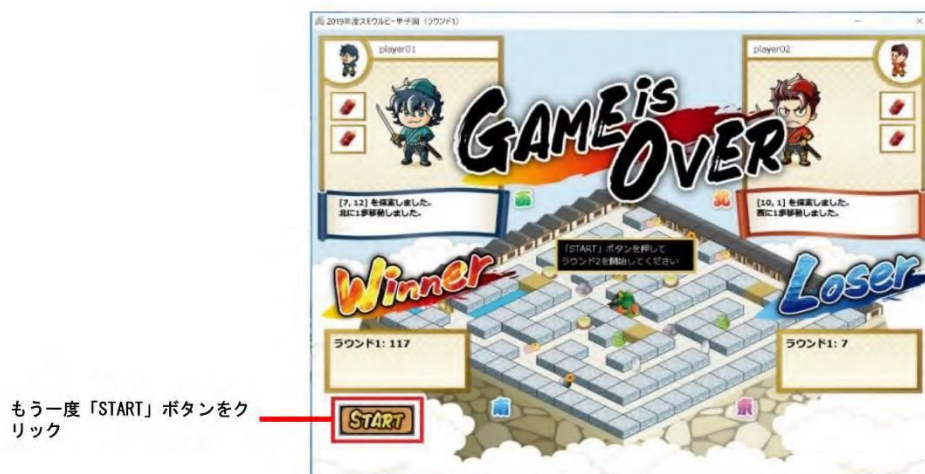 2019年度スモウルビー甲子園 (ラウンド1)
player01
player02
GAME is OVER
[7, 12] を探索しました。
北に1歩移動しました。
西
北
[10, 1] を探索しました。
西に1歩移動しました。
「START」ボタンを押して
ラウンド2を開始してください
Winner
Loser
ラウンド1: 117
ラウンド1: 7
もう一度「START」ボタンをク
リック
START
南
東